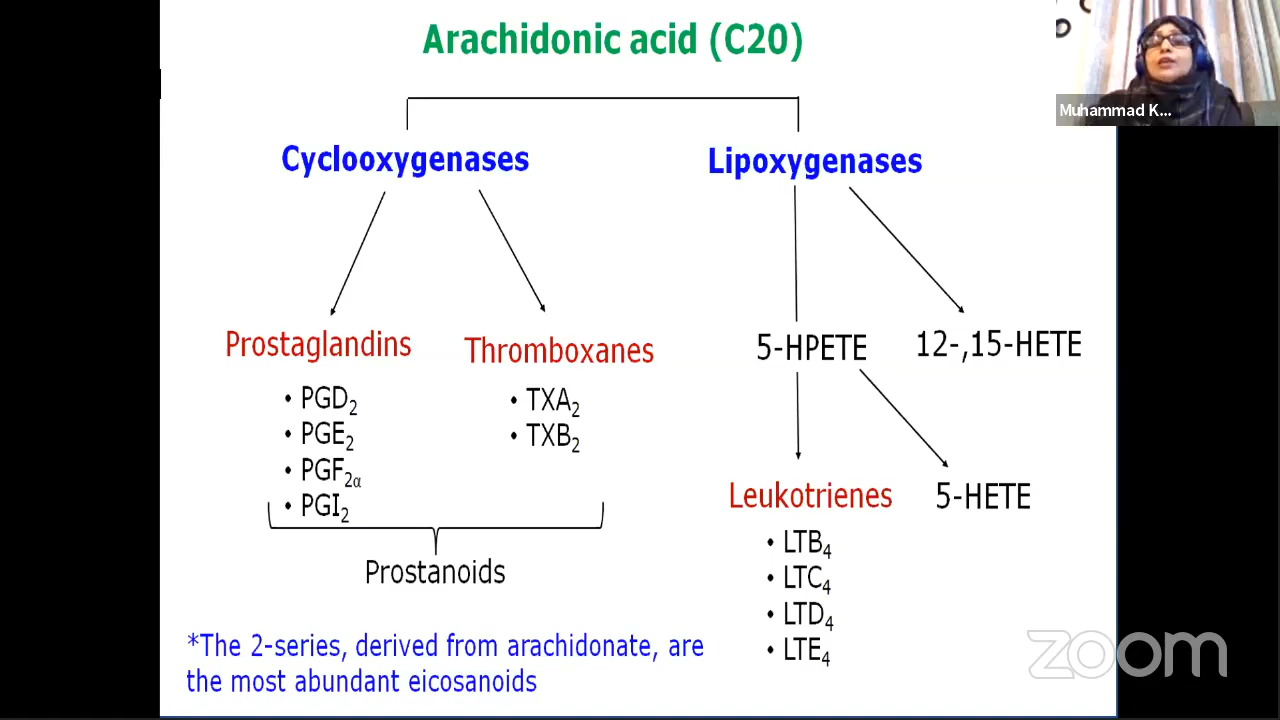 Arachidonic acid (C20)
Muhammad K...
Cyclooxygenases
Lipoxygenases
Prostaglandins
• PGD₂
• PGE₂
• PGF₂α
• PGI₂
Thromboxanes
• TXA₂
• TXB₂
Prostanoids
5-HPETE
12-,15-HETE
Leukotrienes
• LTB₄
• LTC₄
• LTD₄
• LTE₄
5-HETE
*The 2-series, derived from arachidonate, are
the most abundant eicosanoids
zoom